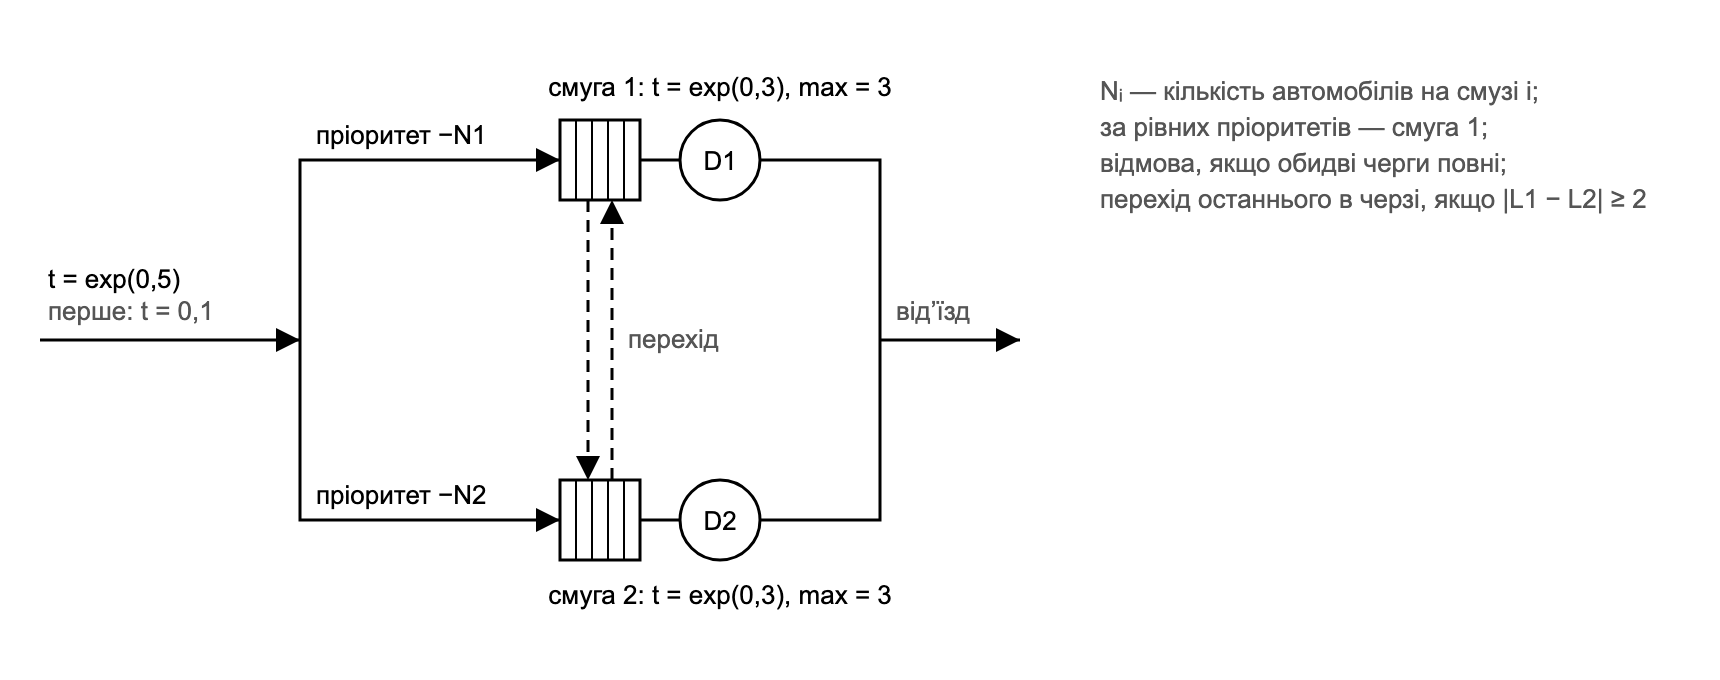 смуга 1: t = exp(0,3), max = 3
Nᵢ — кількість автомобілів на смузі i;
за рівних пріоритетів — смуга 1;
відмова, якщо обидві черги повні;
перехід останнього в черзі, якщо |L1 − L2| ≥ 2
пріоритет −N1
D1
t = exp(0,5)
перше: t = 0,1
перехід
від’їзд
пріоритет −N2
D2
смуга 2: t = exp(0,3), max = 3